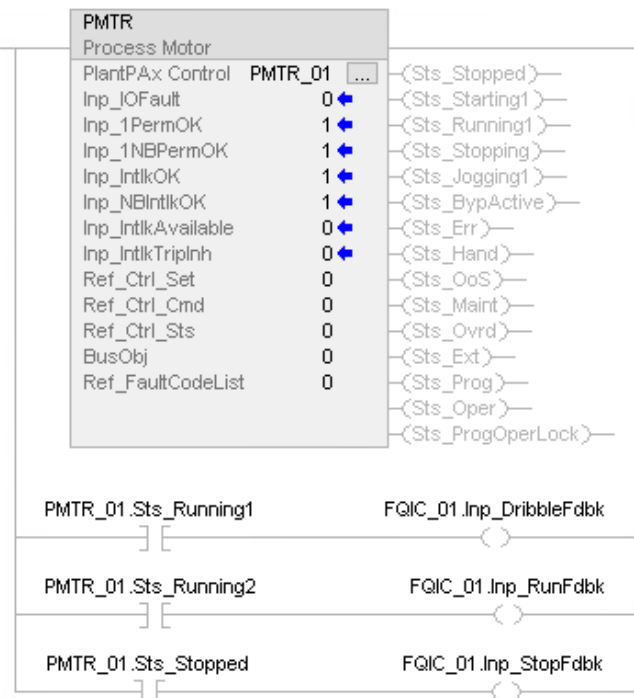 PMTR
Process Motor
PlantPAx Control PMTR_01 ... (Sts_Stopped)
Inp_IOFault 0 (Sts_Starting1)
Inp_1PermOK 1 (Sts_Running1)
Inp_1NBPermOK 1 (Sts_Stopping)
Inp_IntlkOK 1 (Sts_Jogging1)
Inp_NBIntlkOK 1 (Sts_BypActive)
Inp_IntlkAvailable 0 (Sts_Err)
Inp_IntlkTripInh 0 (Sts_Hand)
Ref_Ctrl_Set 0 (Sts_OoS)
Ref_Ctrl_Cmd 0 (Sts_Maint)
Ref_Ctrl_Sts 0 (Sts_Ovrd)
BusObj 0 (Sts_Ext)
Ref_FaultCodeList 0 (Sts_Prog)
(Sts_Oper)
(Sts_ProgOperLock)
PMTR_01.Sts_Running1 FQIC_01.Inp_DribbleFdbk
PMTR_01.Sts_Running2 FQIC_01.Inp_RunFdbk
PMTR_01.Sts_Stopped FQIC_01.Inp_StopFdbk